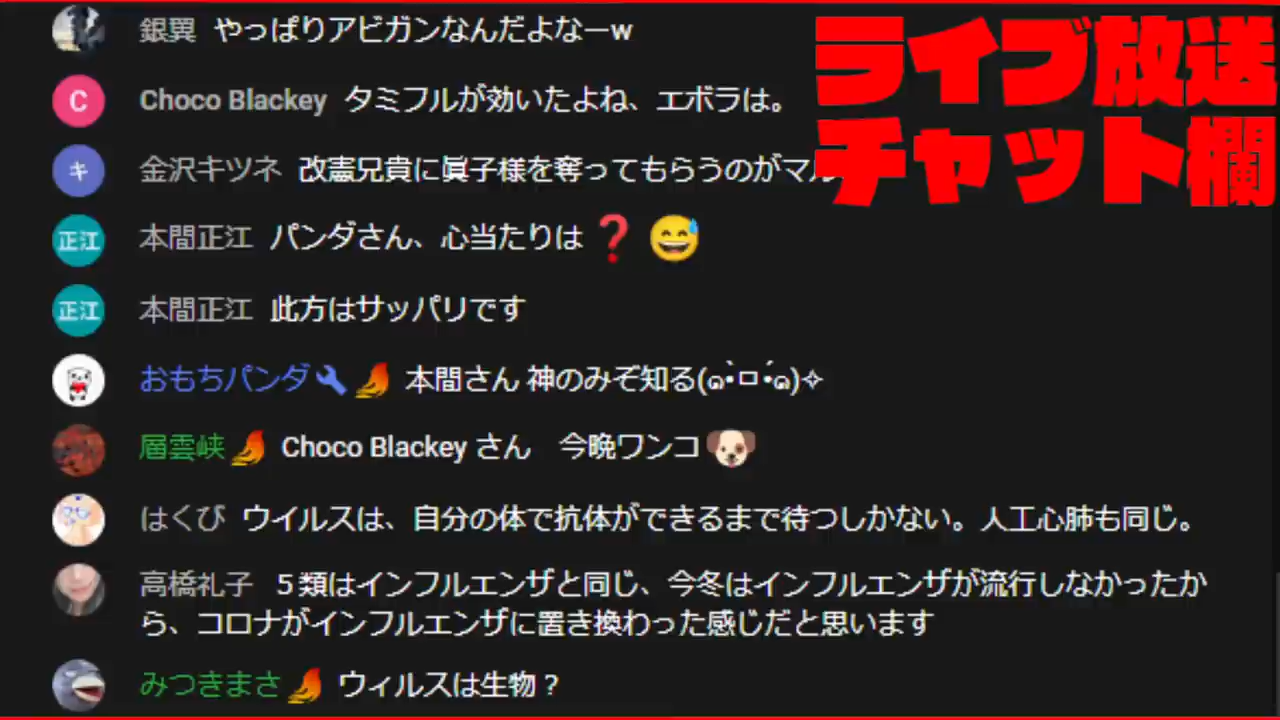 銀翼 やっぱりアビガンなんだよなーw
ライブ放送
チャット欄
C Choco Blackey タミフルが効いたよね、エボラは。
キ 金沢キツネ 改憲兄貴に眞子様を奪ってもらうのがマル
正江 本間正江 パンダさん、心当たりは❓😅
正江 本間正江 此方はサッパリです
おもちパンダ 本間さん 神のみぞ知る(๑•̀ㅁ•́๑)✧
層雲峡 Choco Blackey さん 今晩ワンコ🐶
はくび ウイルスは、自分の体で抗体ができるまで待つしかない。人工心肺も同じ。
高橋礼子 ５類はインフルエンザと同じ、今冬はインフルエンザが流行しなかったか
ら、コロナがインフルエンザに置き換わった感じだと思います
みつきまさ ウィルスは生物？